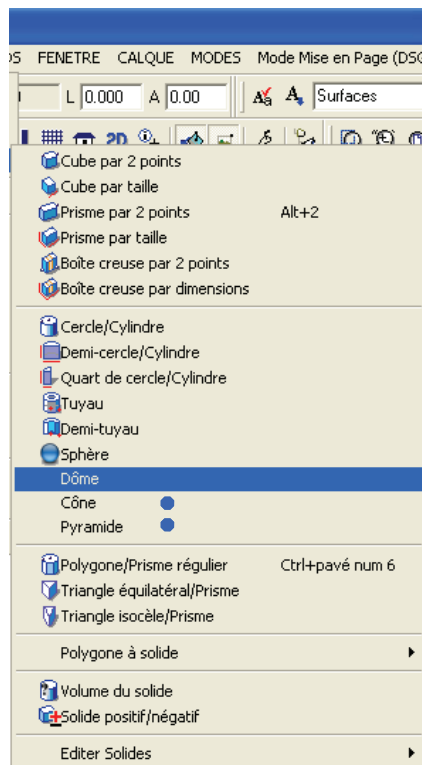 FENETRE CALQUE MODES Mode Mise en Page (DSC
L 0.000 A 0.00 Surfaces
2D
Cube par 2 points
Cube par taille
Prisme par 2 points Alt+2
Prisme par taille
Boîte creuse par 2 points
Boîte creuse par dimensions
Cercle/Cylindre
Demi-cercle/Cylindre
Quart de cercle/Cylindre
Tuyau
Demi-tuyau
Sphère
Dôme
Cône
Pyramide
Polygone/Prisme régulier Ctrl+pavé num 6
Triangle équilatéral/Prisme
Triangle isocèle/Prisme
Polygone à solide
Volume du solide
Solide positif/négatif
Editer Solides